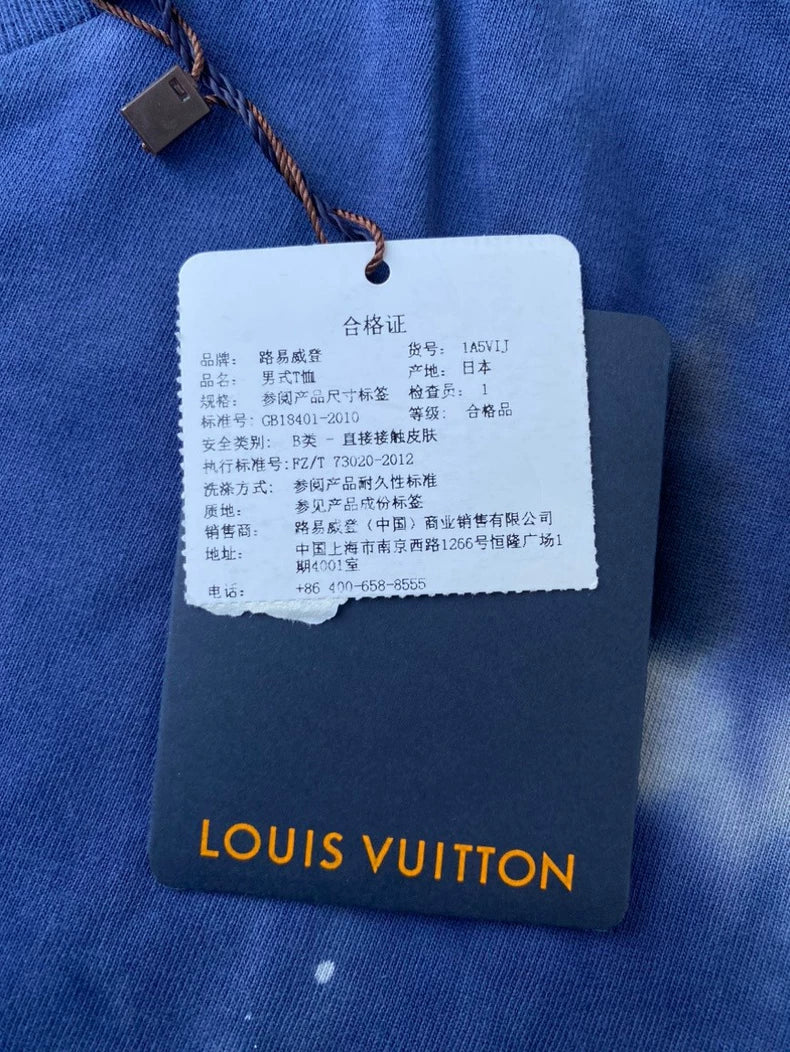 合格证
品牌： 路易威登 货号： 1A5VIJ
品名： 男式T恤 产地： 日本
规格： 参阅产品尺寸标签 检查员： 1
标准号: GB18401-2010 等级： 合格品
安全类别： B类 - 直接接触皮肤
执行标准号:FZ/T 73020-2012
洗涤方式： 参阅产品耐久性标准
质地： 参见产品成份标签
销售商： 路易威登（中国）商业销售有限公司
地址： 中国上海市南京西路1266号恒隆广场1
期4001室
电话： +86 400-658-8555
LOUIS VUITTON